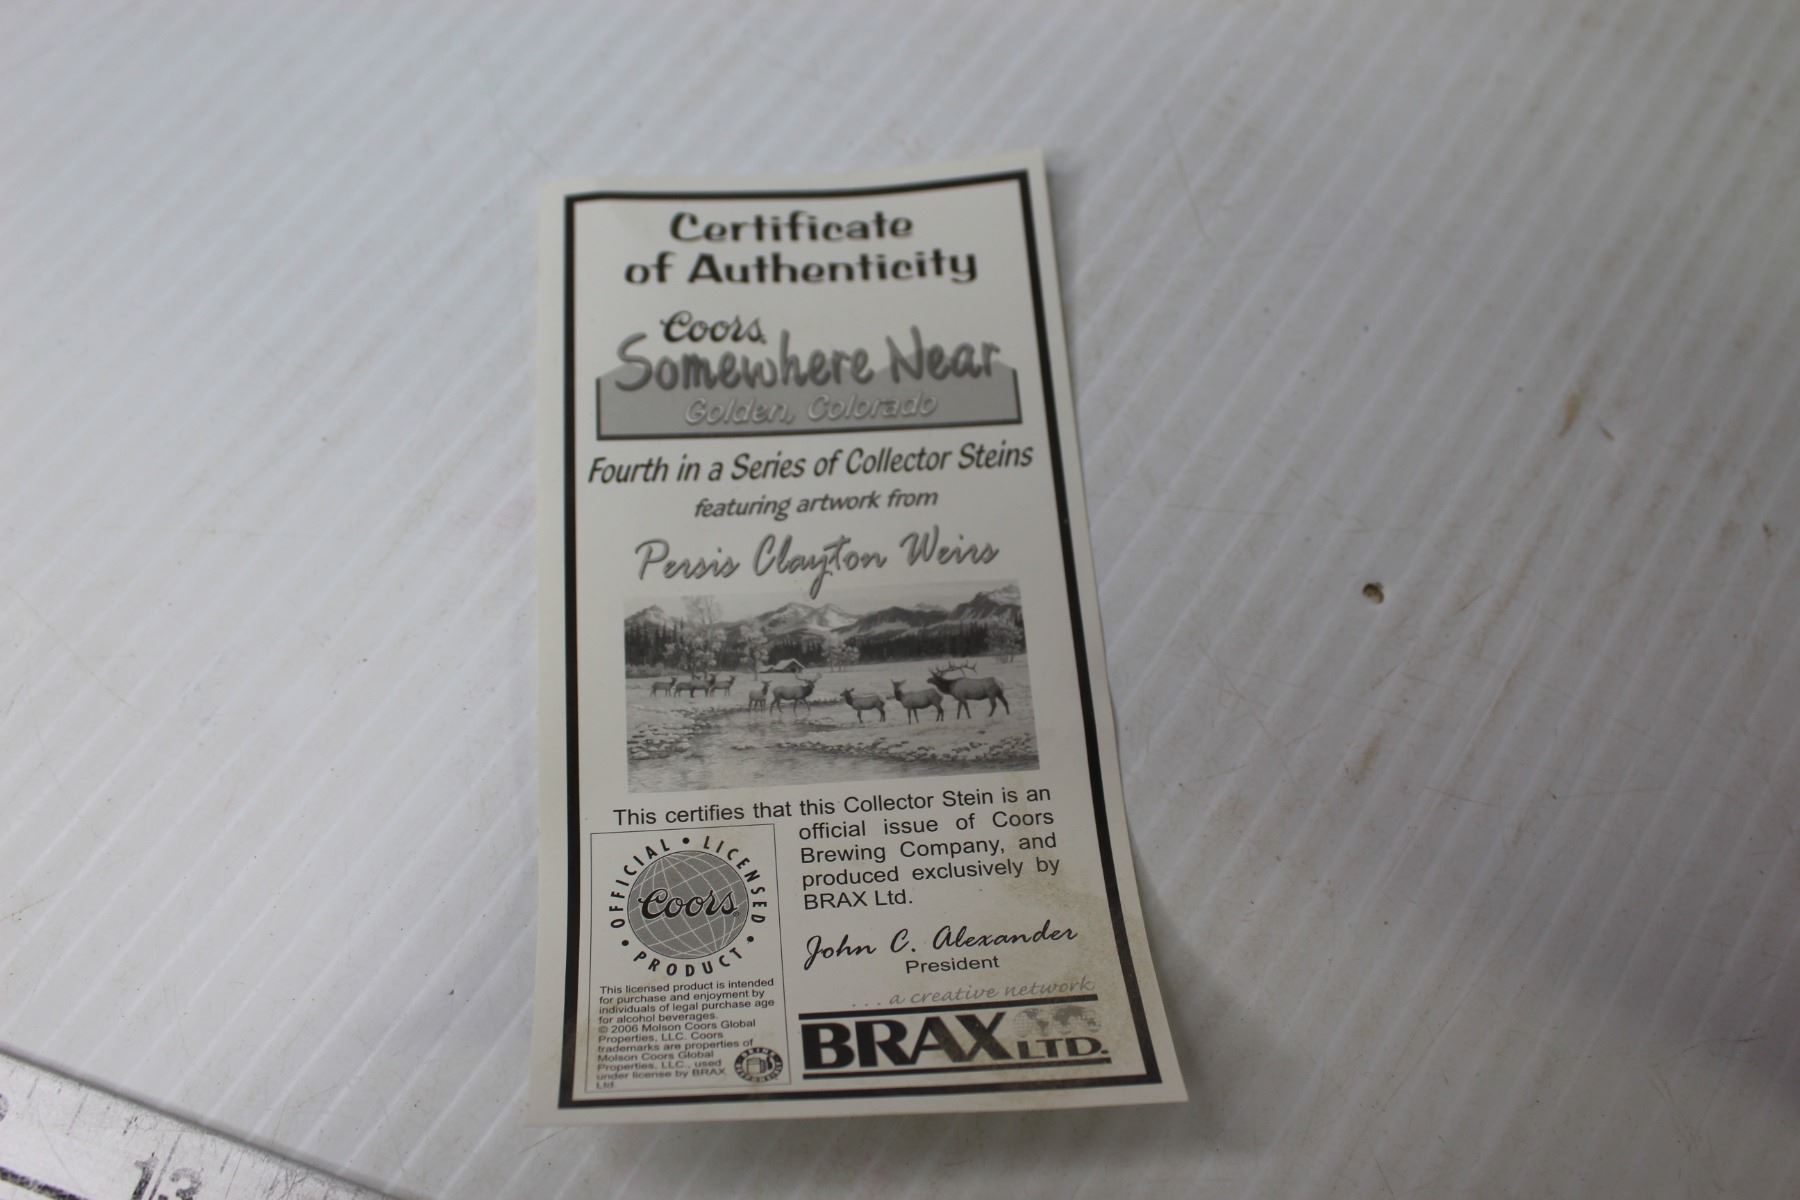 Certificate
of Authenticity
Coors
Somewhere Near
Golden, Colorado
Fourth in a Series of Collector Steins
featuring artwork from
Persis Clayton Weirs
This certifies that this Collector Stein is an
official issue of Coors
Brewing Company, and
produced exclusively by
BRAX Ltd.
John C. Alexander
President
...a creative network
BRAX LTD.
• OFFICIAL • LICENSED • PRODUCT
Coors
This licensed product is intended
for purchase and enjoyment by
individuals of legal purchase age
for alcohol beverages.
© 2006 Molson Coors Global
Properties, LLC. Coors
trademarks are properties of
Molson Coors Global
Properties, LLC., used
under license by BRAX
Ltd.
13